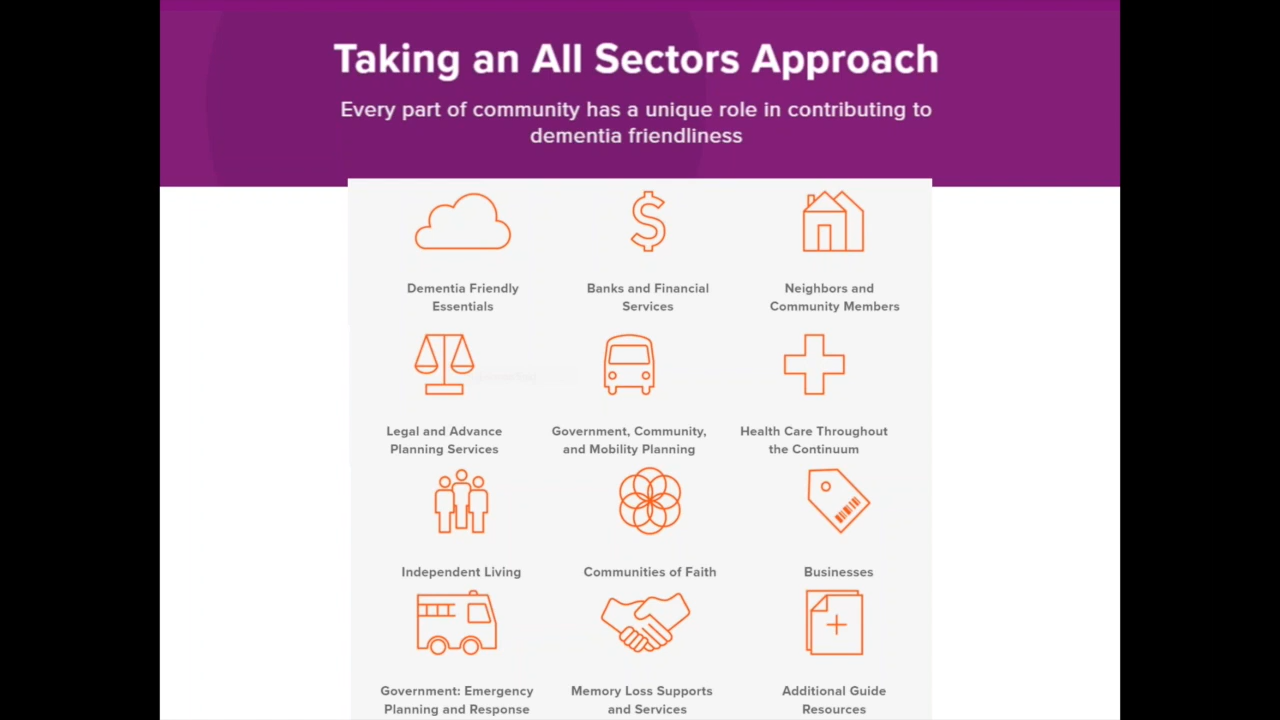 Taking an All Sectors Approach
Every part of community has a unique role in contributing to
dementia friendliness
Dementia Friendly
Essentials
Banks and Financial
Services
Neighbors and
Community Members
Legal and Advance
Planning Services
Government, Community,
and Mobility Planning
Health Care Throughout
the Continuum
Independent Living
Communities of Faith
Businesses
Government: Emergency
Planning and Response
Memory Loss Supports
and Services
Additional Guide
Resources